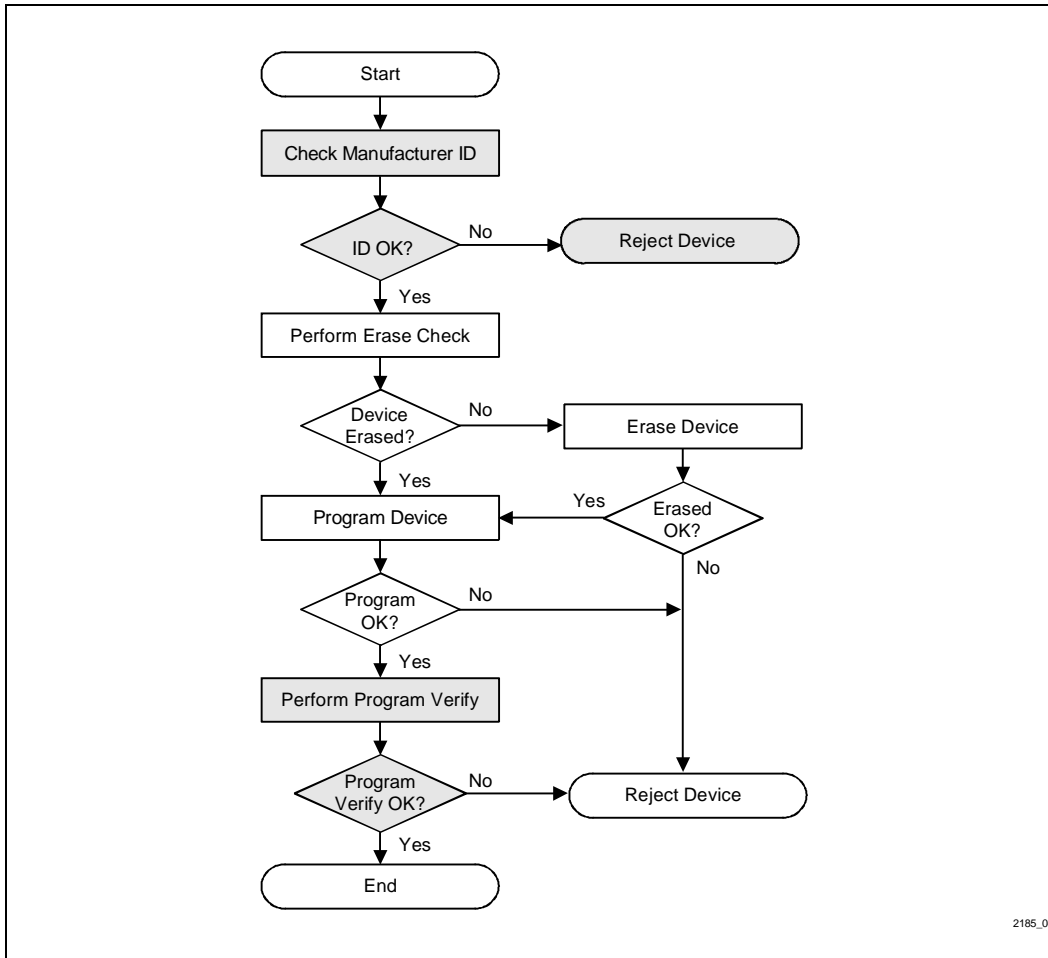 Start
Check Manufacturer ID
ID OK?
No
Reject Device
Yes
Perform Erase Check
Device
Erased?
No
Erase Device
Yes
Program Device
Yes
Erased
OK?
No
Program
OK?
No
Yes
Perform Program Verify
Program
Verify OK?
No
Reject Device
Yes
End
2185_0